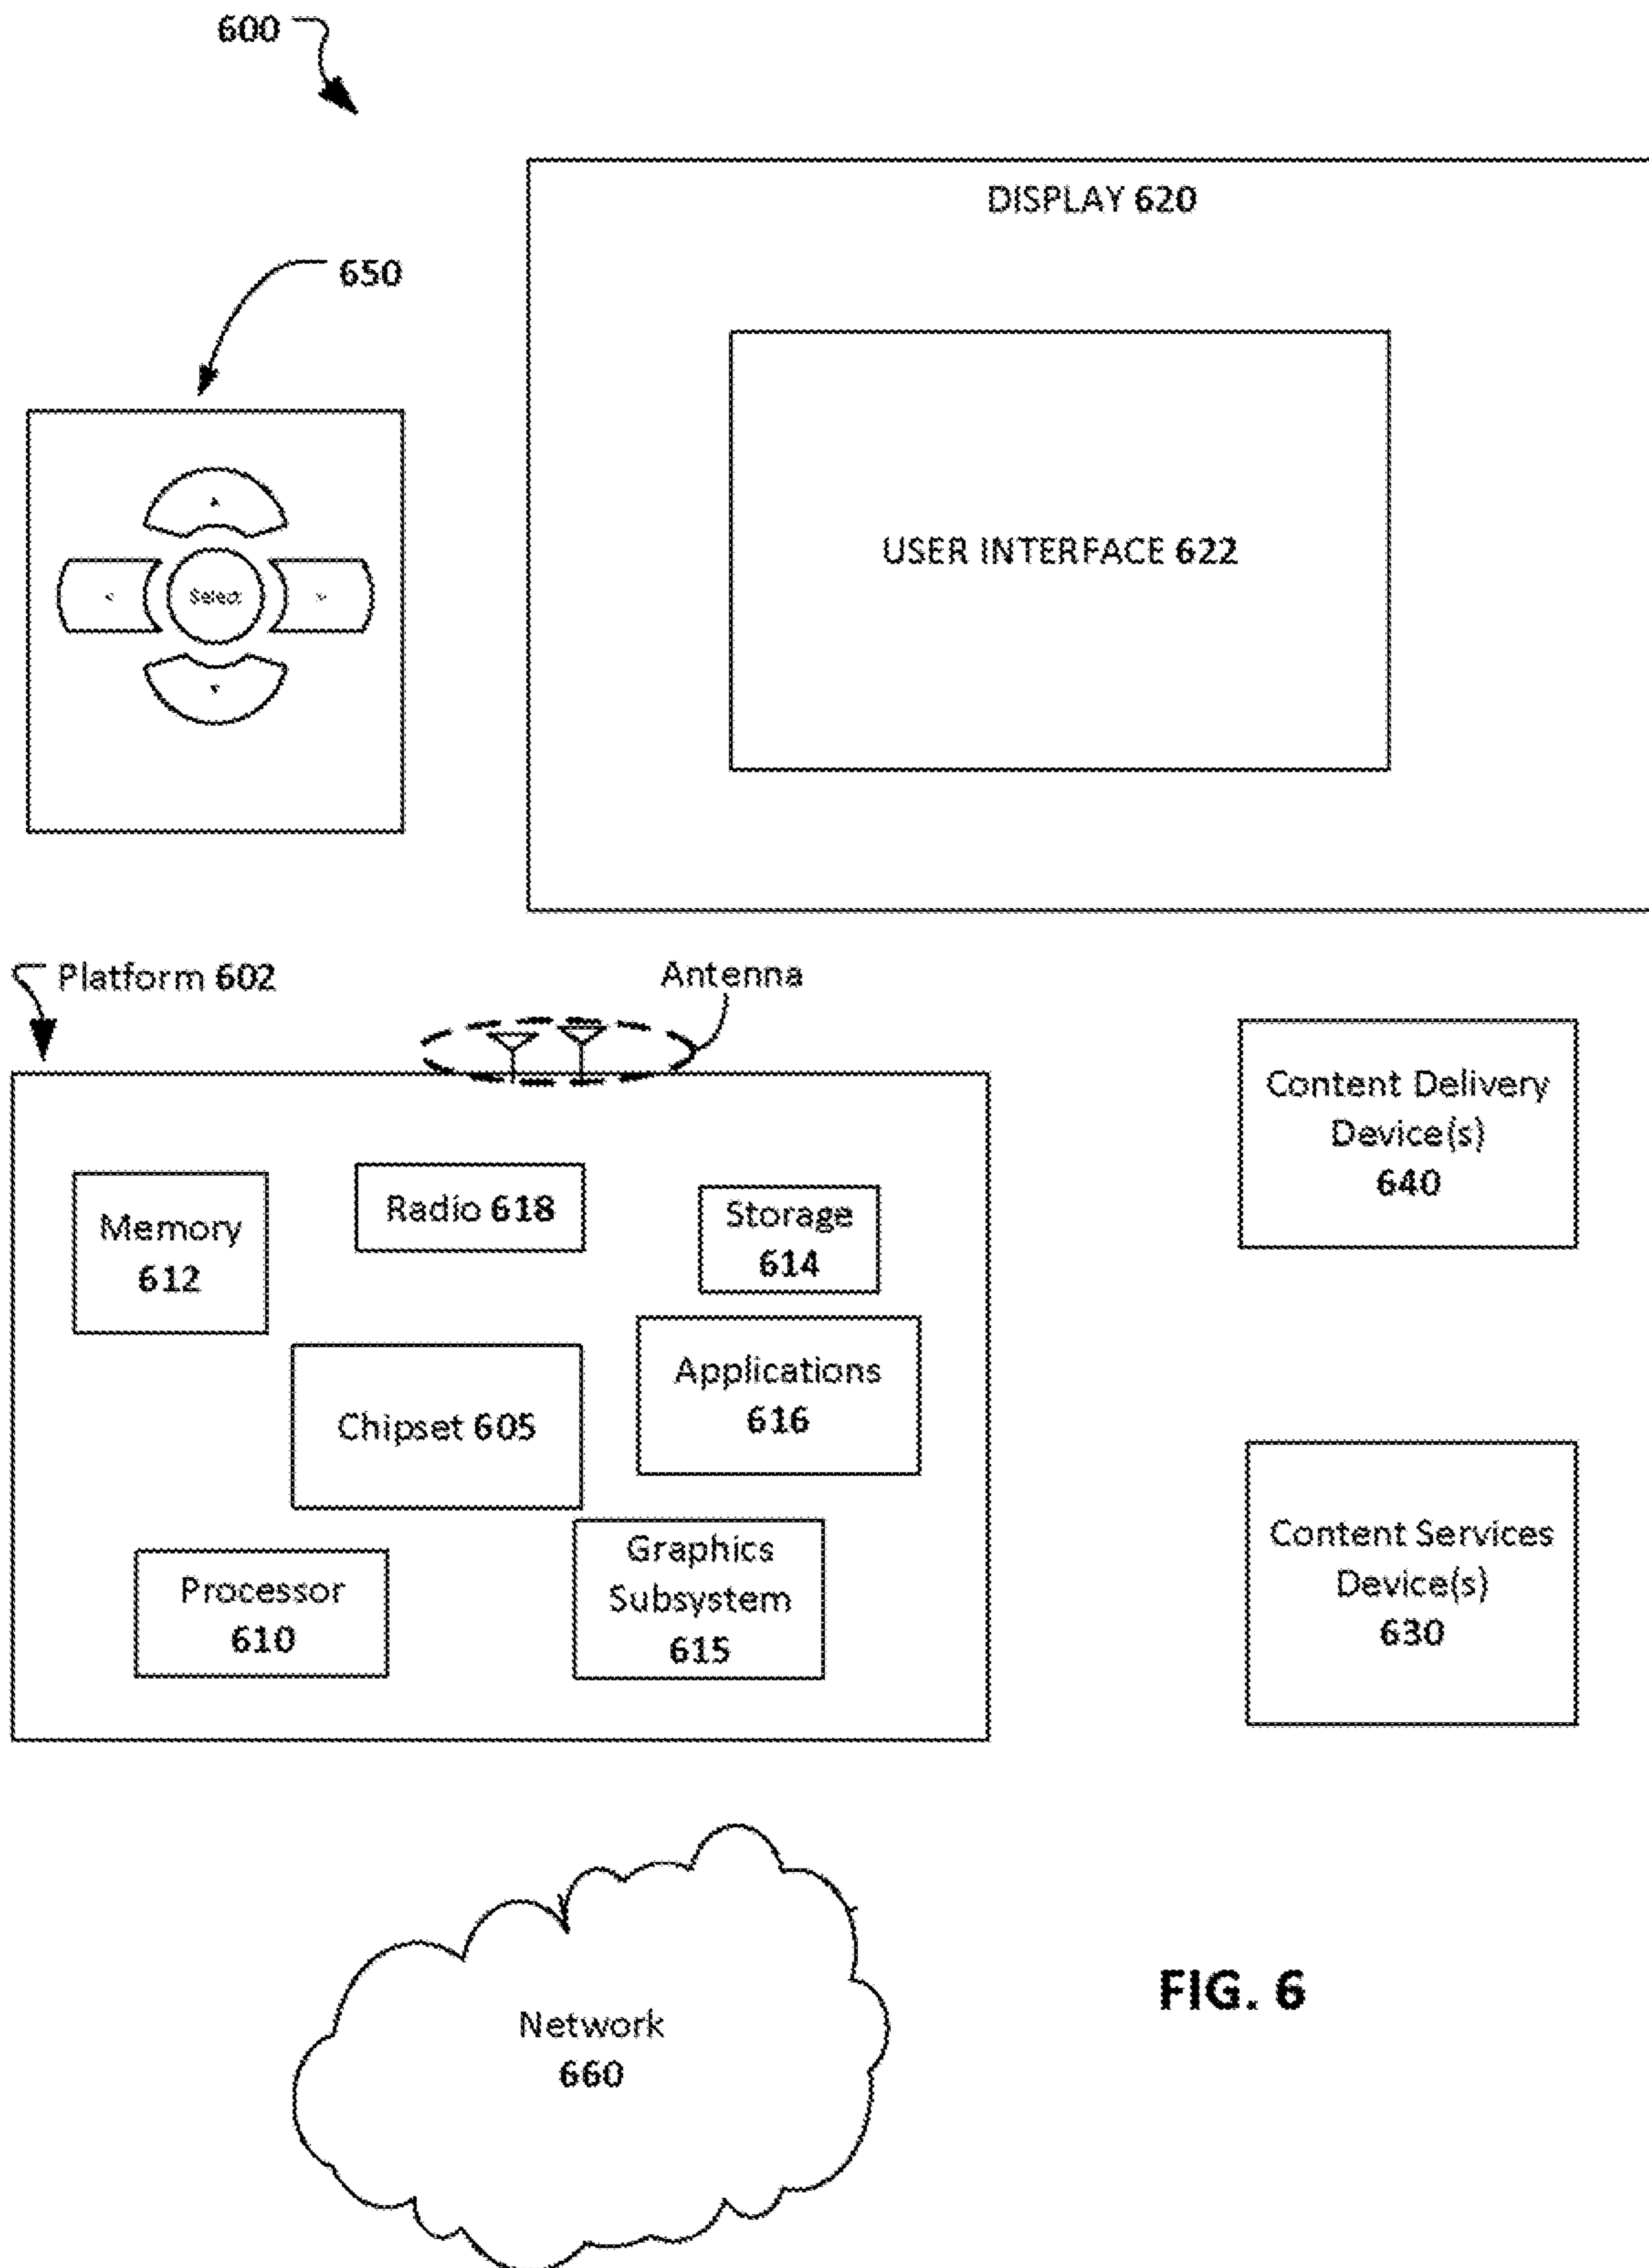 600
DISPLAY 620
650
USER INTERFACE 622
Select
Platform 602
Antenna
Content Delivery
Device(s)
640
Memory
612
Radio 618
Storage
614
Applications
616
Chipset 605
Content Services
Device(s)
630
Graphics
Subsystem
615
Processor
610
Network
660
FIG. 6